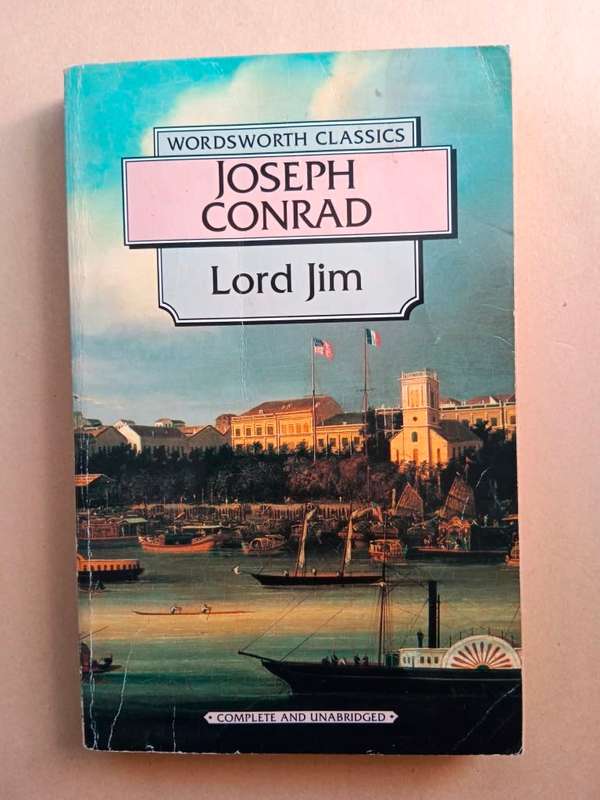 WORDSWORTH CLASSICS
JOSEPH
CONRAD
Lord Jim
• COMPLETE AND UNABRIDGED •